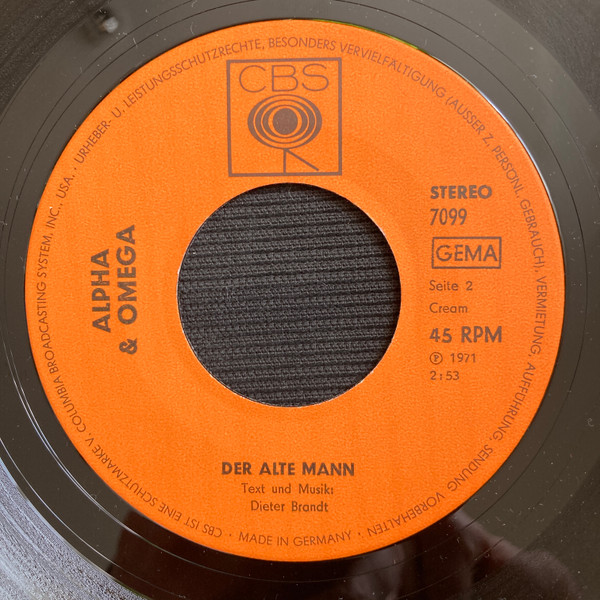 URHEBER- U. LEISTUNGSSCHUTZRECHTE, BESONDERS VERVIELFÄLTIGUNG (AUSSER Z. PERSÖNL. GEBRAUCH), VERMIETUNG, AUFFÜHRUNG, SENDUNG VORBEHALTEN
CBS
STEREO
7099
GEMA
Seite 2
Cream
45 RPM
℗ 1971
2:53
ALPHA
& OMEGA
DER ALTE MANN
Text und Musik:
Dieter Brandt
CBS IST EINE SCHUTZMARKE V. COLUMBIA BROADCASTING SYSTEM, INC., USA. ·
· MADE IN GERMANY ·